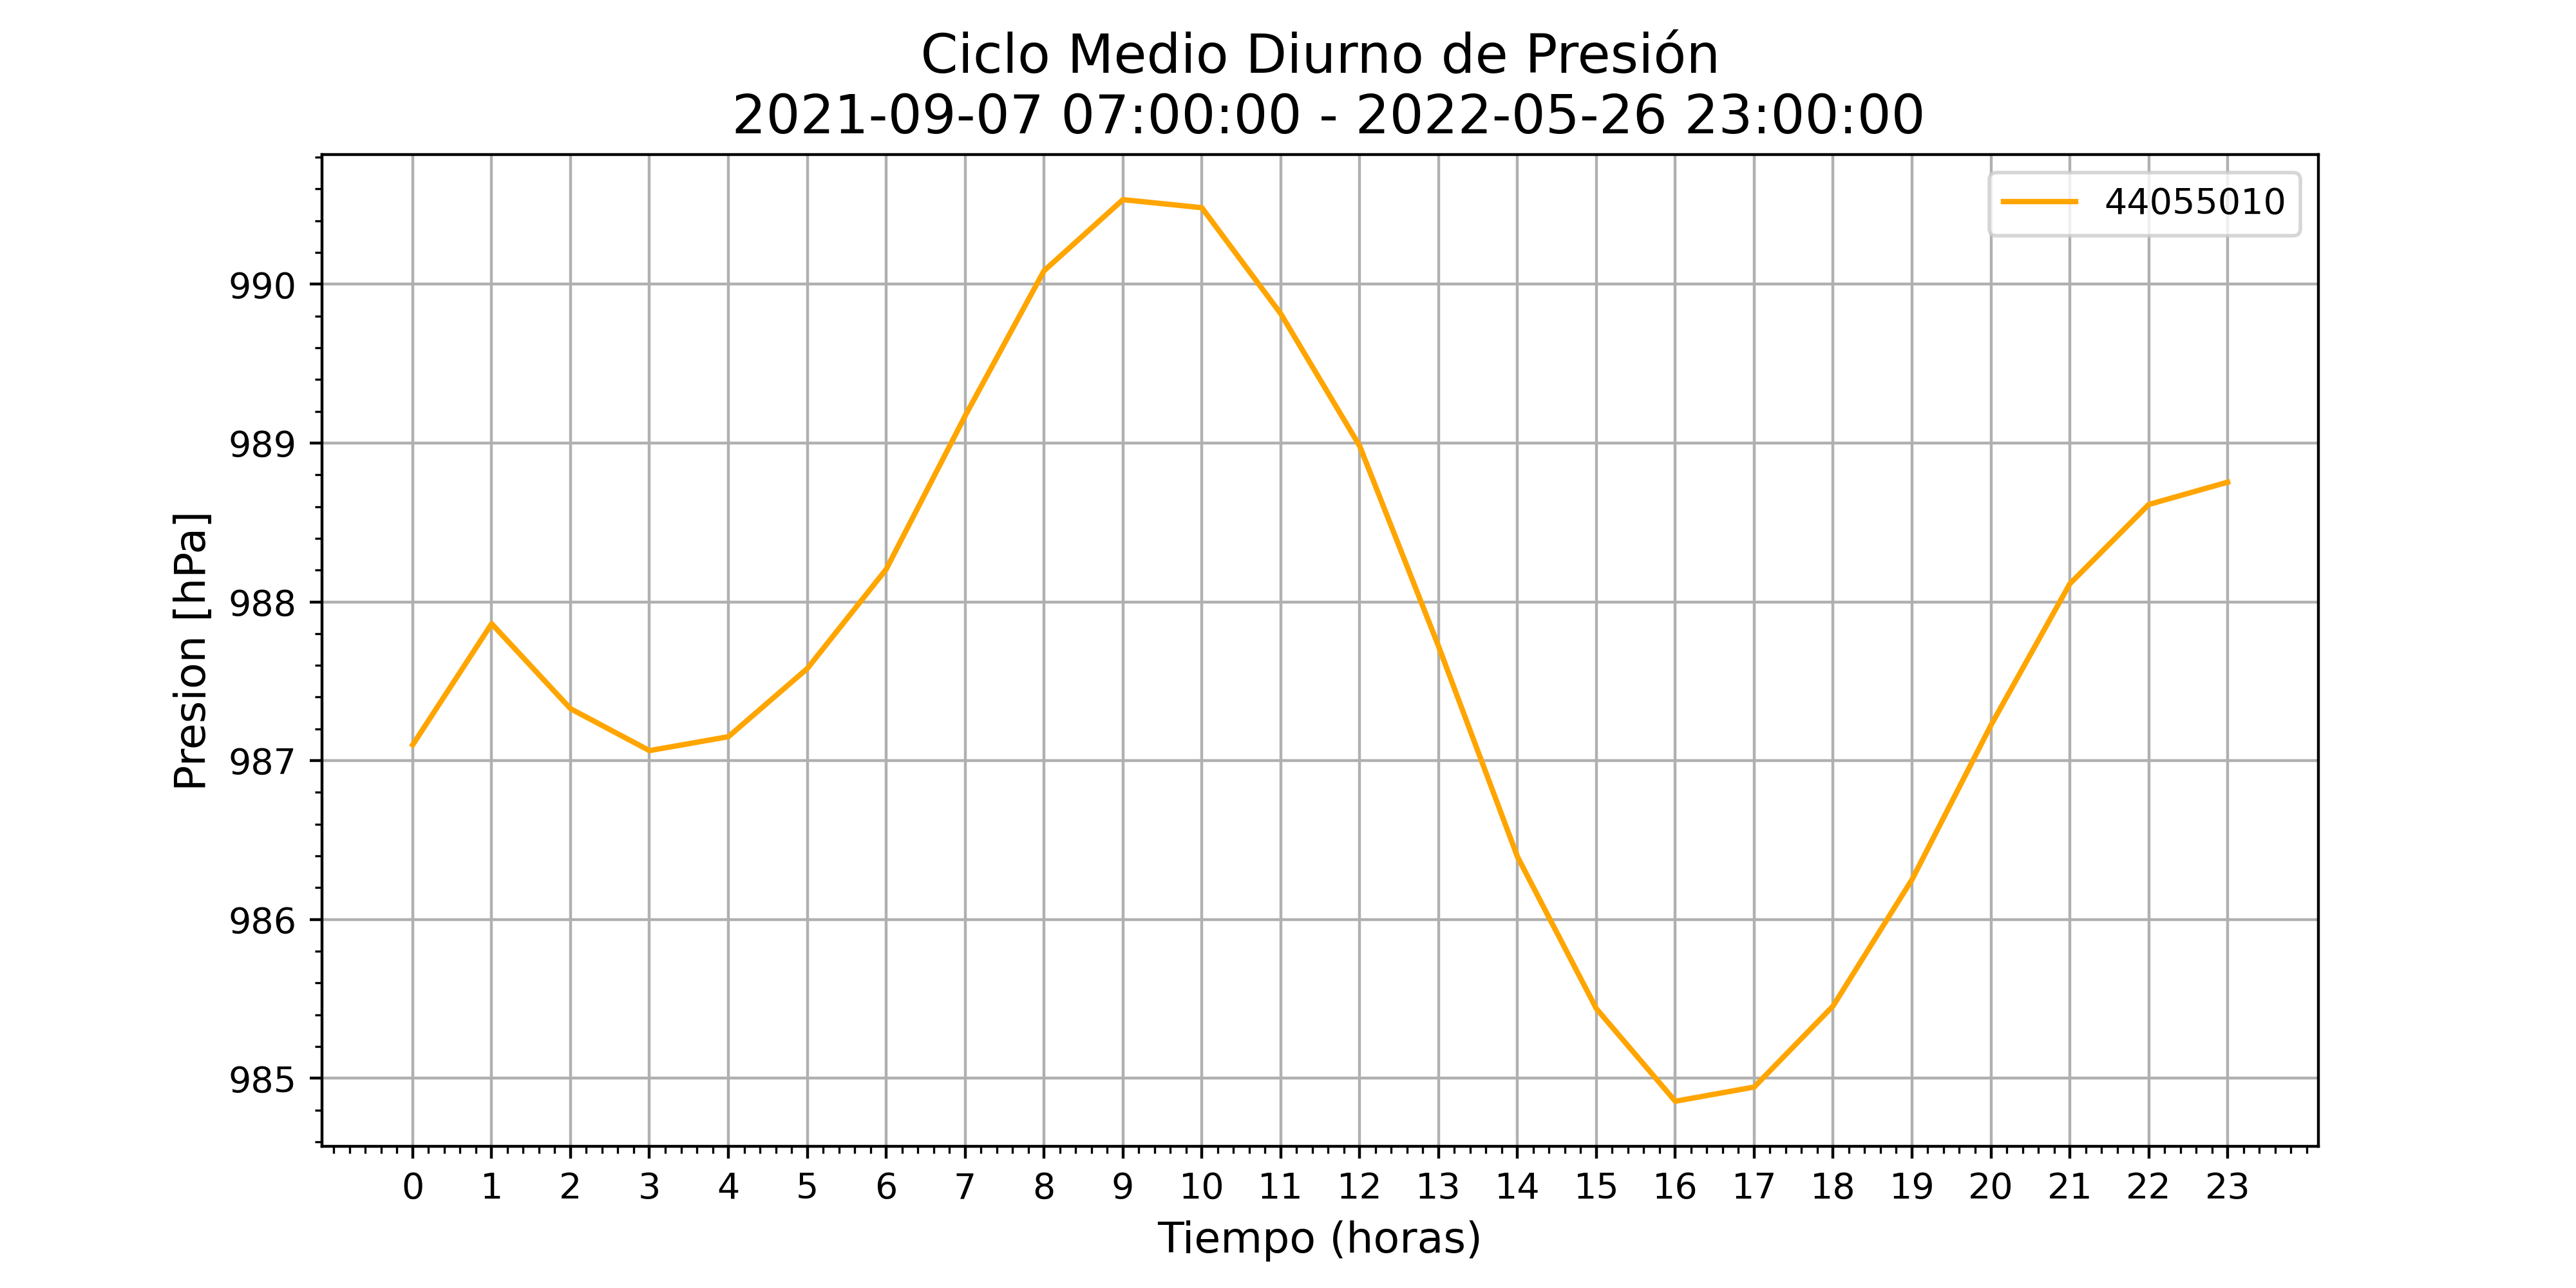 Ciclo Medio Diurno de Presión
2021-09-07 07:00:00 - 2022-05-26 23:00:00
44055010
Presion [hPa]
990
989
988
987
986
985
0 1 2 3 4 5 6 7 8 9 10 11 12 13 14 15 16 17 18 19 20 21 22 23
Tiempo (horas)